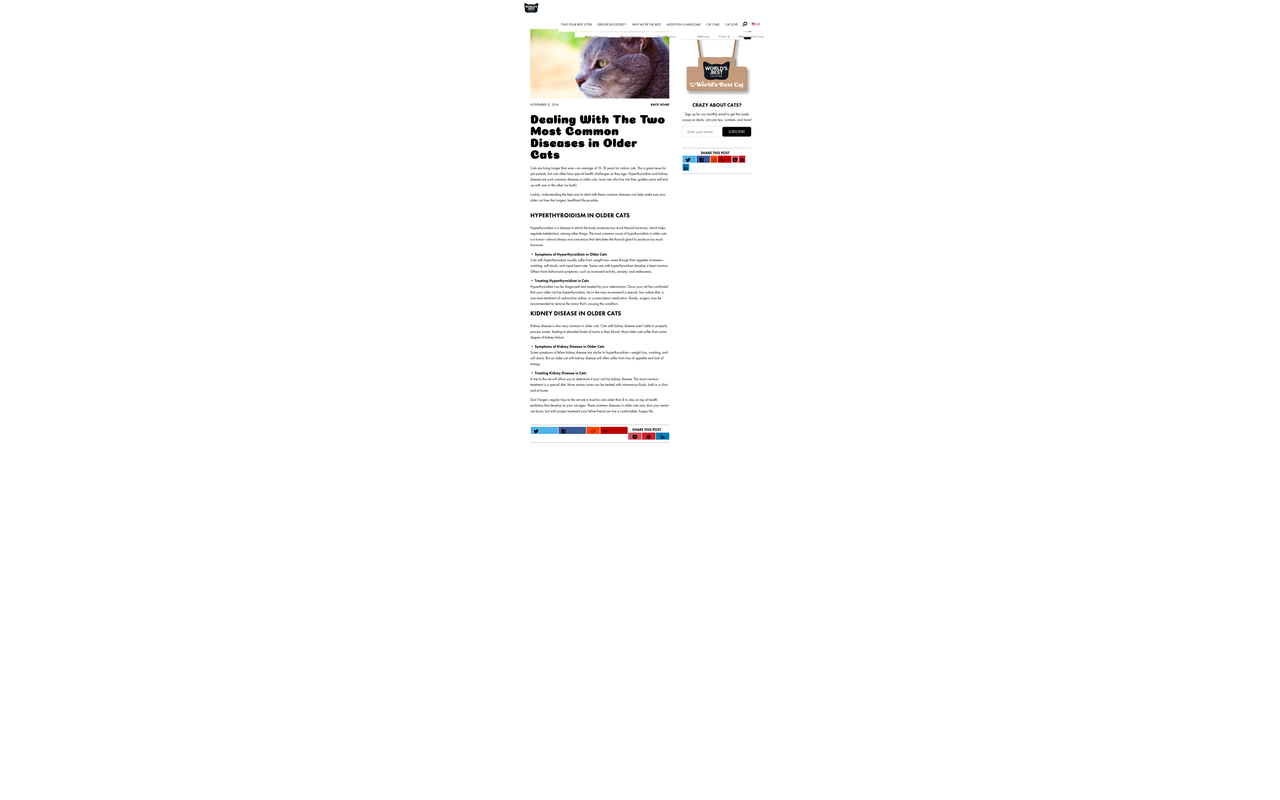 WORLD'S BEST
FIND YOUR BEST LITTER EXPLORE BOOSTERS™ WHY WE'RE THE BEST ADOPTION IS AWESOME CAT CARE CAT LOVE US
NOVEMBER 21, 2014 BACK HOME
Dealing With The Two
Most Common
Diseases in Older
Cats
Cats are living longer than ever—an average of 15-18 years for indoor cats. This is great news for
pet parents, but cats often face special health challenges as they age. Hyperthyroidism and kidney
disease are such common diseases in older cats, most cats who live into their golden years will end
up with one or the other (or both).
Luckily, understanding the best way to deal with these common diseases can help make sure your
older cat lives the longest, healthiest life possible.
HYPERTHYROIDISM IN OLDER CATS
Hyperthyroidism is a disease in which the body produces too much thyroid hormone, which helps
regulate metabolism, among other things. The most common cause of hyperthyroidism in older cats
is a tumor—almost always non-cancerous that stimulates the thyroid gland to produce too much
hormone.
• Symptoms of Hyperthyroidism in Older Cats
Cats with hyperthyroidism usually suffer from weight loss—even though their appetite increases—
vomiting, soft stools, and rapid heart rate. Some cats with hyperthyroidism develop a heart murmur.
Others have behavioral symptoms, such as increased activity, anxiety, and restlessness.
• Treating Hyperthyroidism in Cats
Hyperthyroidism can be diagnosed and treated by your veterinarian. Once your vet has confirmed
that your older cat has hyperthyroidism, he or she may recommend a special, low iodine diet, a
one-time treatment of radioactive iodine, or a prescription medication. Rarely, surgery may be
recommended to remove the tumor that's causing the condition.
KIDNEY DISEASE IN OLDER CATS
Kidney disease is also very common in older cats. Cats with kidney disease aren't able to properly
process waste, leading to elevated levels of toxins in their blood. Most older cats suffer from some
degree of kidney failure.
• Symptoms of Kidney Disease in Older Cats
Some symptoms of feline kidney disease are similar to hyperthyroidism—weight loss, vomiting, and
soft stools. But an older cat with kidney disease will often suffer from loss of appetite and lack of
energy.
• Treating Kidney Disease in Cats
A trip to the vet will allow you to determine if your cat has kidney disease. The most common
treatment is a special diet. More severe cases can be treated with intravenous fluids, both in a clinic
and at home.
Don't forget—regular trips to the vet are a must for cats older than 8 to stay on top of health
problems that develop as your cat ages. These common diseases in older cats may slow your senior
cat down, but with proper treatment your feline friend can live a comfortable, happy life.
SHARE THIS POST
WORLD'S
BEST
World's Best Cat
CRAZY ABOUT CATS?
Sign up for our monthly email to get the inside
scoop on deals, cat care tips, contests, and more!
Enter your email SUBSCRIBE
SHARE THIS POST